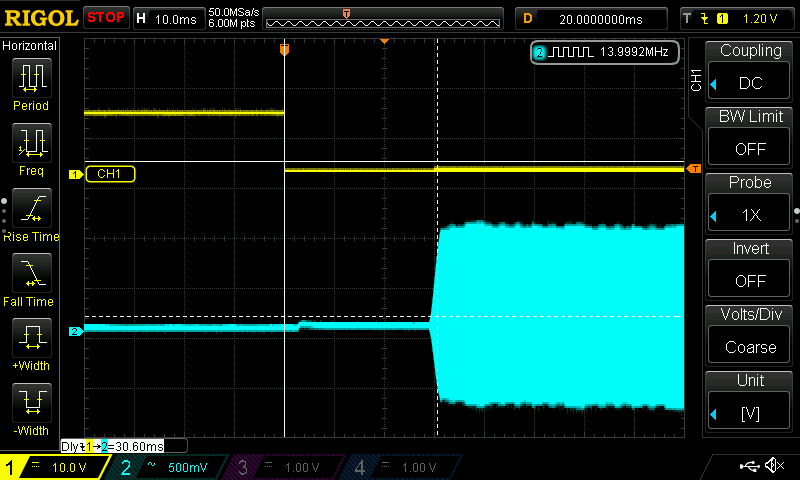 RIGOL STOP H 10.0ms 50.0MSa/s 6.00M pts T D 20.0000000ms T 1 1.20 V
Horizontal
Period
Freq
Rise Time
Fall Time
+Width
-Width
T
2 13.9992MHz
1 CH1
T
2
Dly 1→2=30.60ms
CH1
Coupling
DC
BW Limit
OFF
Probe
1X
Invert
OFF
Volts/Div
Coarse
Unit
[V]
1 = 10.0 V 2 ~ 500mV 3 = 1.00 V 4 = 1.00 V